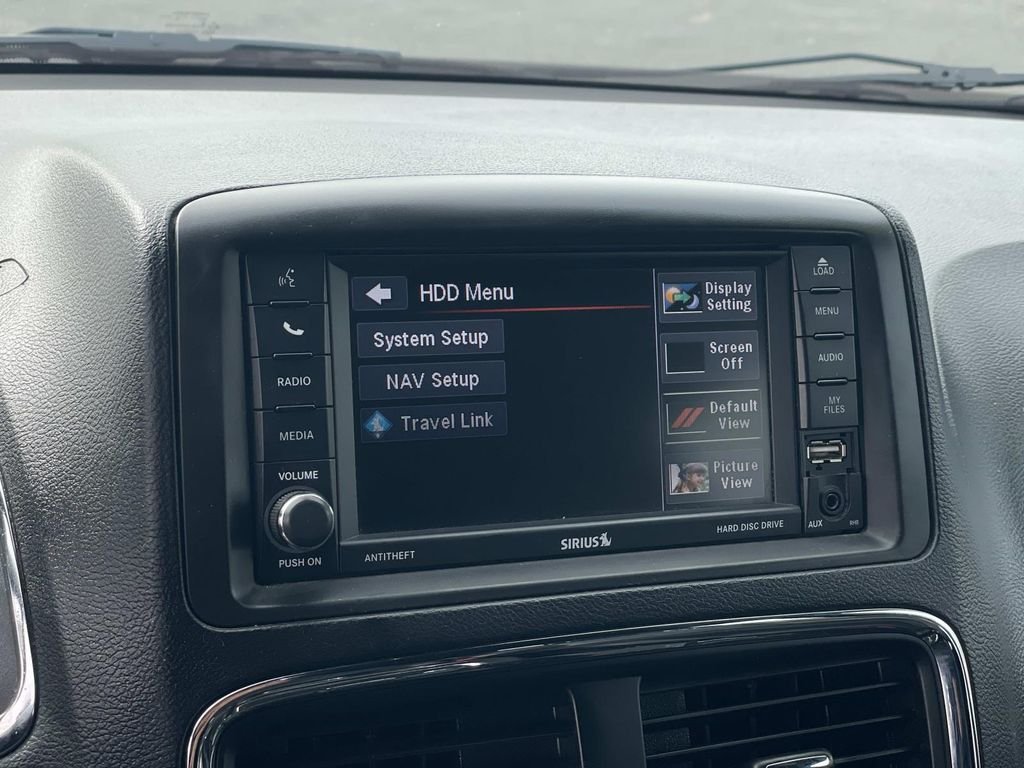 HDD Menu
System Setup
NAV Setup
Travel Link
Display
Setting
Screen
Off
Default
View
Picture
View
RADIO
MEDIA
VOLUME
PUSH ON
ANTITHEFT
SIRIUS
HARD DISC DRIVE
LOAD
MENU
AUDIO
MY
FILES
AUX
RHB